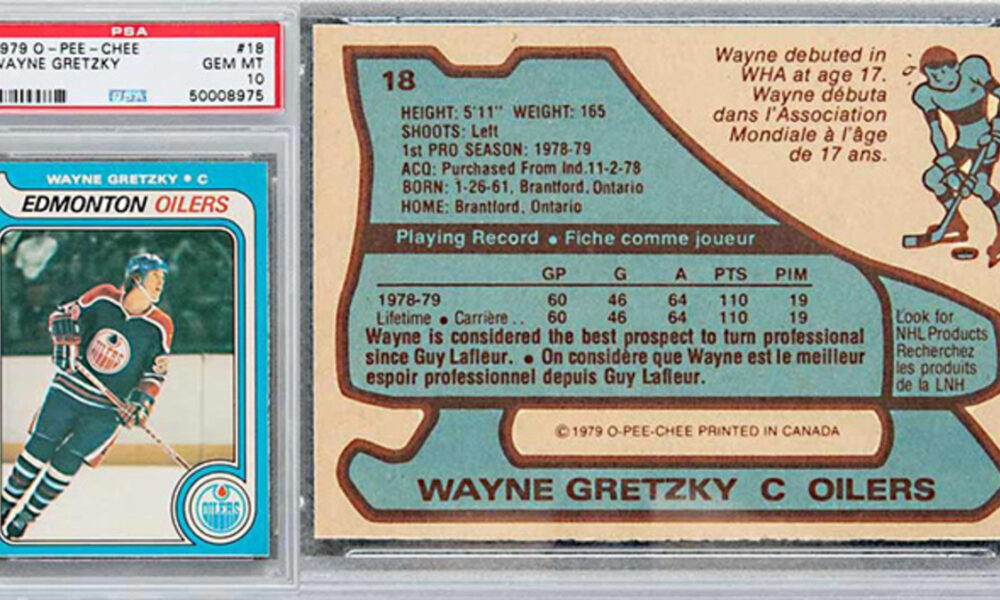 PSA
979 O-PEE-CHEE #18
WAYNE GRETZKY GEM MT
10
PSA 50008975
WAYNE GRETZKY • C
EDMONTON OILERS
OILERS
OILERS
18
HEIGHT: 5'11" WEIGHT: 165
SHOOTS: Left
1st PRO SEASON: 1978-79
ACQ: Purchased From Ind.11-2-78
BORN: 1-26-61, Brantford, Ontario
HOME: Brantford, Ontario
Wayne debuted in
WHA at age 17.
Wayne débuta
dans l'Association
Mondiale à l'âge
de 17 ans.
Playing Record • Fiche comme joueur
GP G A PTS PIM
1978-79 60 46 64 110 19
Lifetime • Carrière .. 60 46 64 110 19
Wayne is considered the best prospect to turn professional
since Guy Lafleur. • On considère que Wayne est le meilleur
espoir professionnel depuis Guy Lafleur.
Look for
NHL Products
Recherchez
les produits
de la LNH
©1979 O-PEE-CHEE PRINTED IN CANADA
WAYNE GRETZKY C OILERS